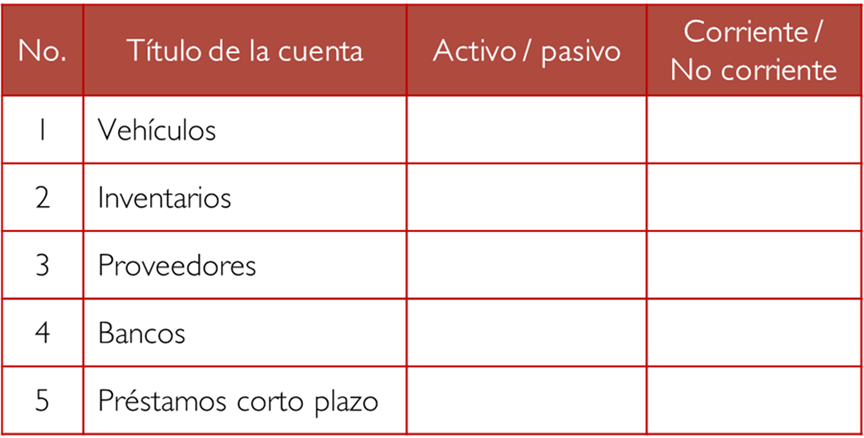 No. Título de la cuenta Activo / pasivo Corriente / No corriente
1 Vehículos
2 Inventarios
3 Proveedores
4 Bancos
5 Préstamos corto plazo